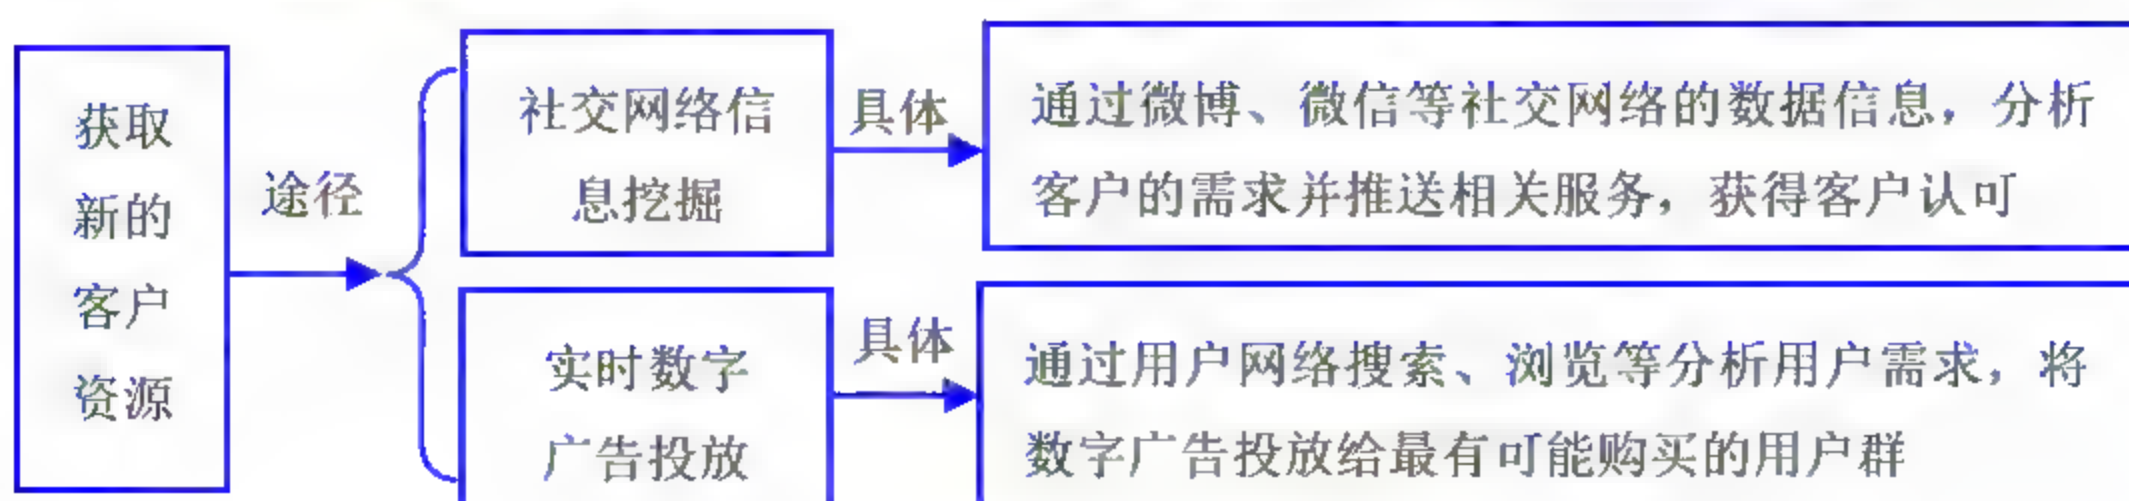 获取
新的
客户
资源
途径
社交网络信
息挖掘
具体
通过微博、微信等社交网络的数据信息，分析
客户的需求并推送相关服务，获得客户认可
实时数字
广告投放
具体
通过用户网络搜索、浏览等分析用户需求，将
数字广告投放给最有可能购买的用户群